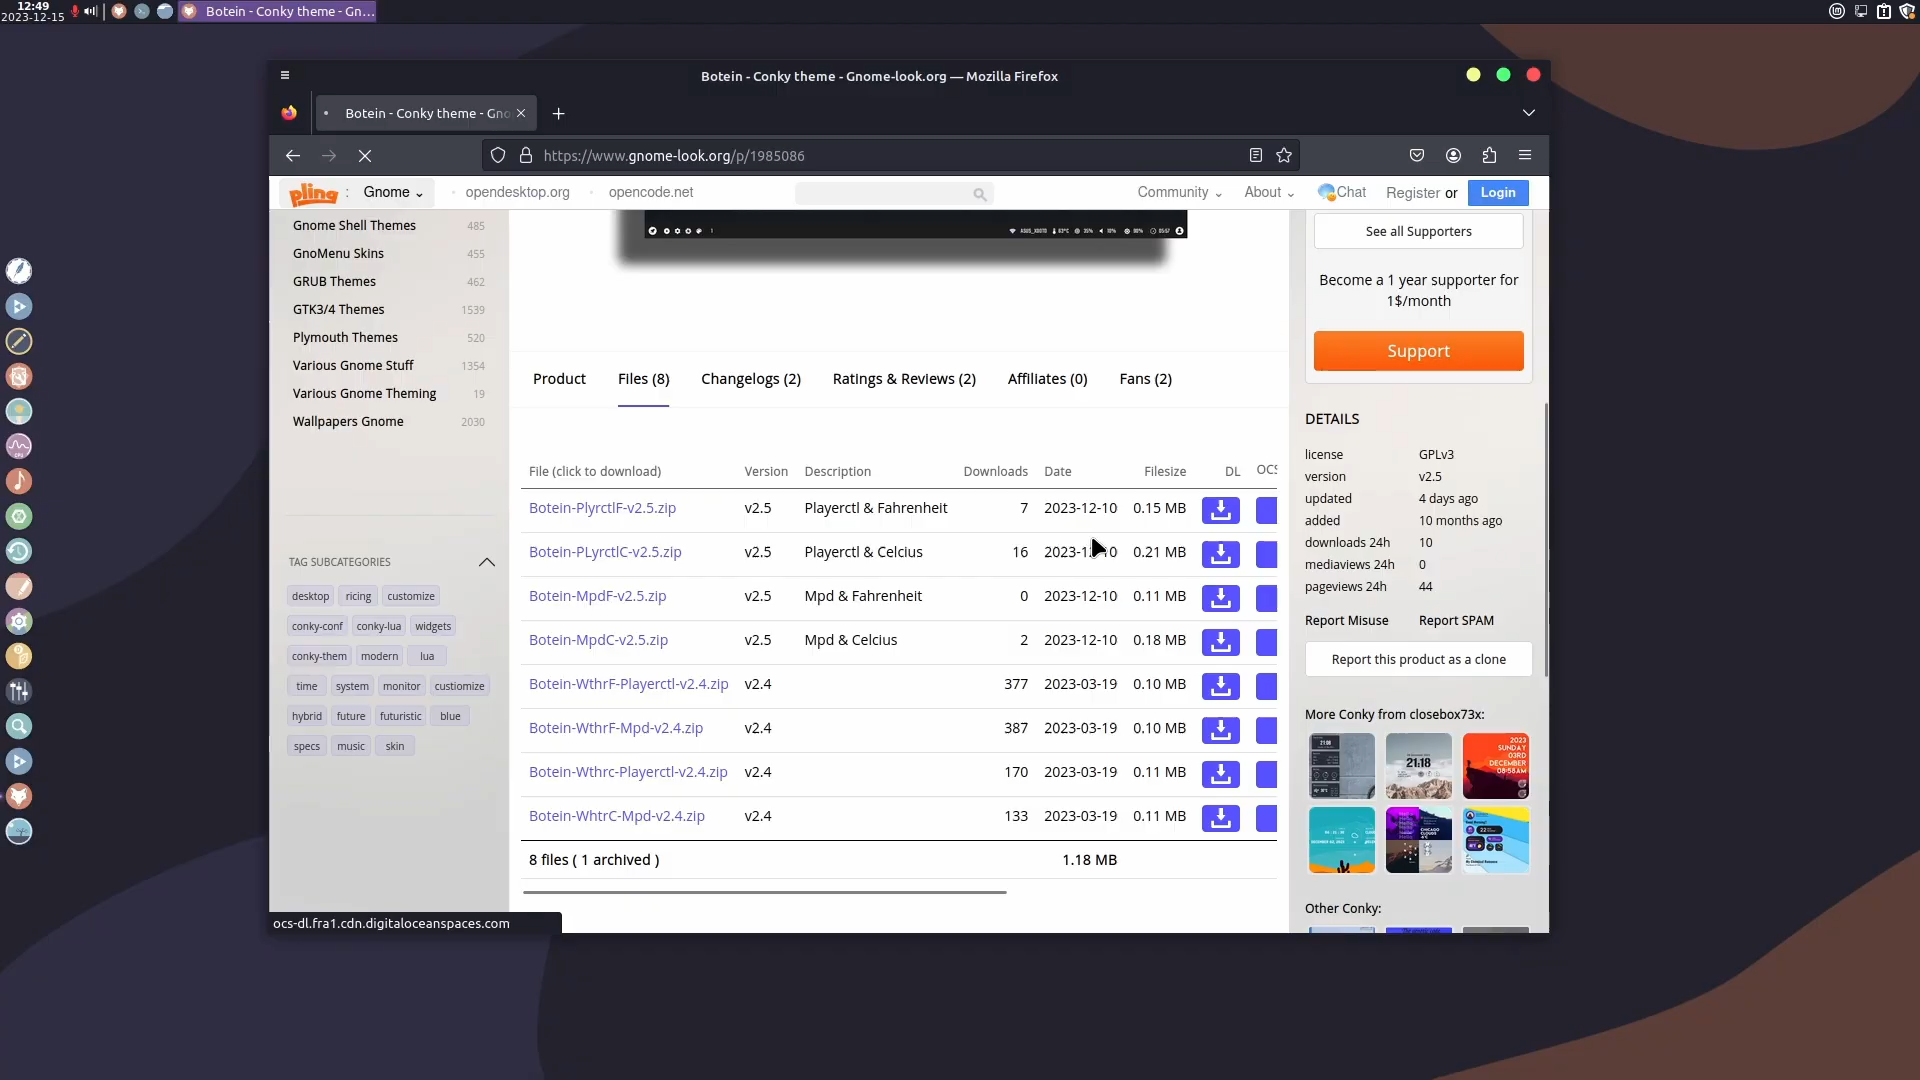 12:49
2023-12-15
Botein - Conky theme - Gn...
Botein - Conky theme - Gnome-look.org — Mozilla Firefox
Botein - Conky theme - Gno
https://www.gnome-look.org/p/1985086
pling : Gnome opendesktop.org opencode.net Community About Chat Register or Login
Gnome Shell Themes 485
GnoMenu Skins 455
GRUB Themes 462
GTK3/4 Themes 1539
Plymouth Themes 520
Various Gnome Stuff 1354
Various Gnome Theming 19
Wallpapers Gnome 2030
TAG SUBCATEGORIES
desktop ricing customize
conky-conf conky-lua widgets
conky-them modern lua
time system monitor custiomize
hybrid future futuristic blue
specs music skin
Product Files (8) Changelogs (2) Ratings & Reviews (2) Affiliates (0) Fans (2)
File (click to download) Version Description Downloads Date Filesize DL OCS
Botein-PlyrctlF-v2.5.zip v2.5 Playerctl & Fahrenheit 7 2023-12-10 0.15 MB
Botein-PLyrctlC-v2.5.zip v2.5 Playerctl & Celcius 16 2023-12-10 0.21 MB
Botein-MpdF-v2.5.zip v2.5 Mpd & Fahrenheit 0 2023-12-10 0.11 MB
Botein-MpdC-v2.5.zip v2.5 Mpd & Celcius 2 2023-12-10 0.18 MB
Botein-WthrF-Playerctl-v2.4.zip v2.4 377 2023-03-19 0.10 MB
Botein-WthrF-Mpd-v2.4.zip v2.4 387 2023-03-19 0.10 MB
Botein-Wthrc-Playerctl-v2.4.zip v2.4 170 2023-03-19 0.11 MB
Botein-WhtrC-Mpd-v2.4.zip v2.4 133 2023-03-19 0.11 MB
8 files ( 1 archived ) 1.18 MB
See all Supporters
Become a 1 year supporter for
1$/month
Support
DETAILS
license GPLv3
version v2.5
updated 4 days ago
added 10 months ago
downloads 24h 10
mediaviews 24h 0
pageviews 24h 44
Report Misuse Report SPAM
Report this product as a clone
More Conky from closebox73x:
21:18
2023
SUNDAY
03RD
DECEMBER
08:58AM
Other Conky:
ocs-dl.fra1.cdn.digitaloceanspaces.com